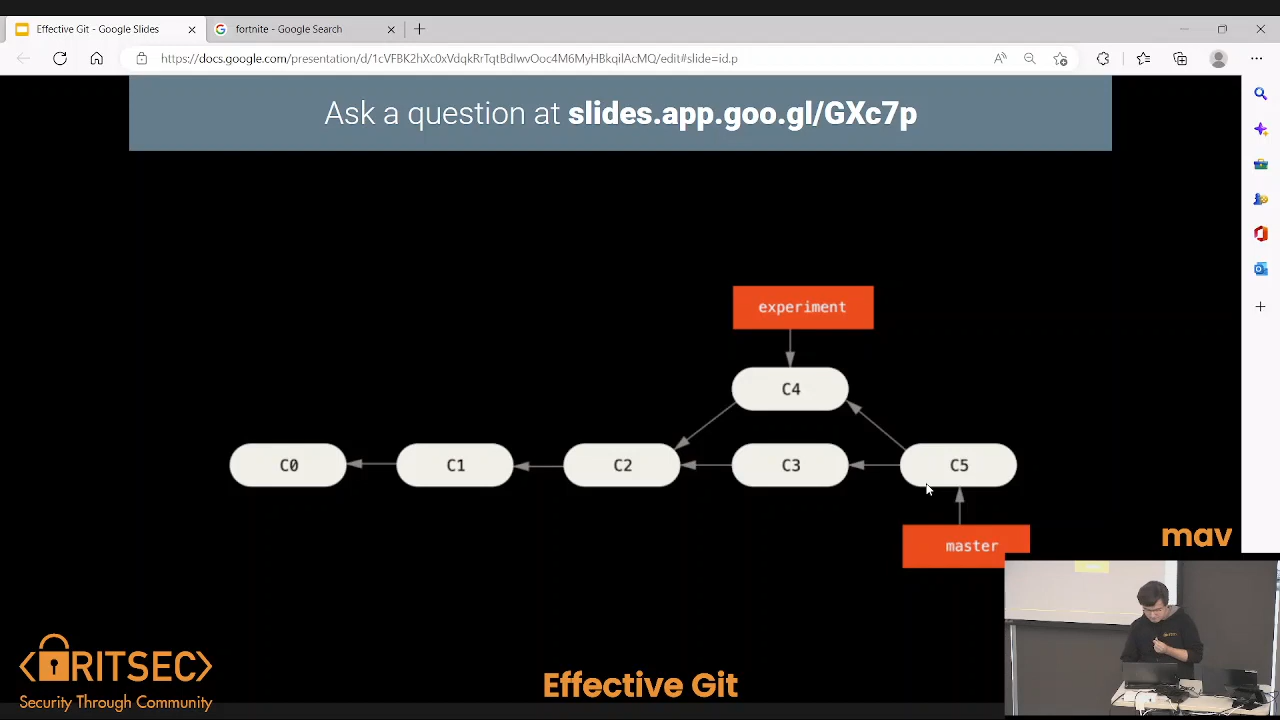 Effective Git - Google Slides
fortnite - Google Search
https://docs.google.com/presentation/d/1cVFBK2hXc0xVdqkRrTqtBdIwvOoc4M6MyHBkqilAcMQ/edit#slide=id.p
Ask a question at slides.app.goo.gl/GXc7p
experiment
C4
C0
C1
C2
C3
C5
master
mav
RITSEC
Security Through Community
Effective Git